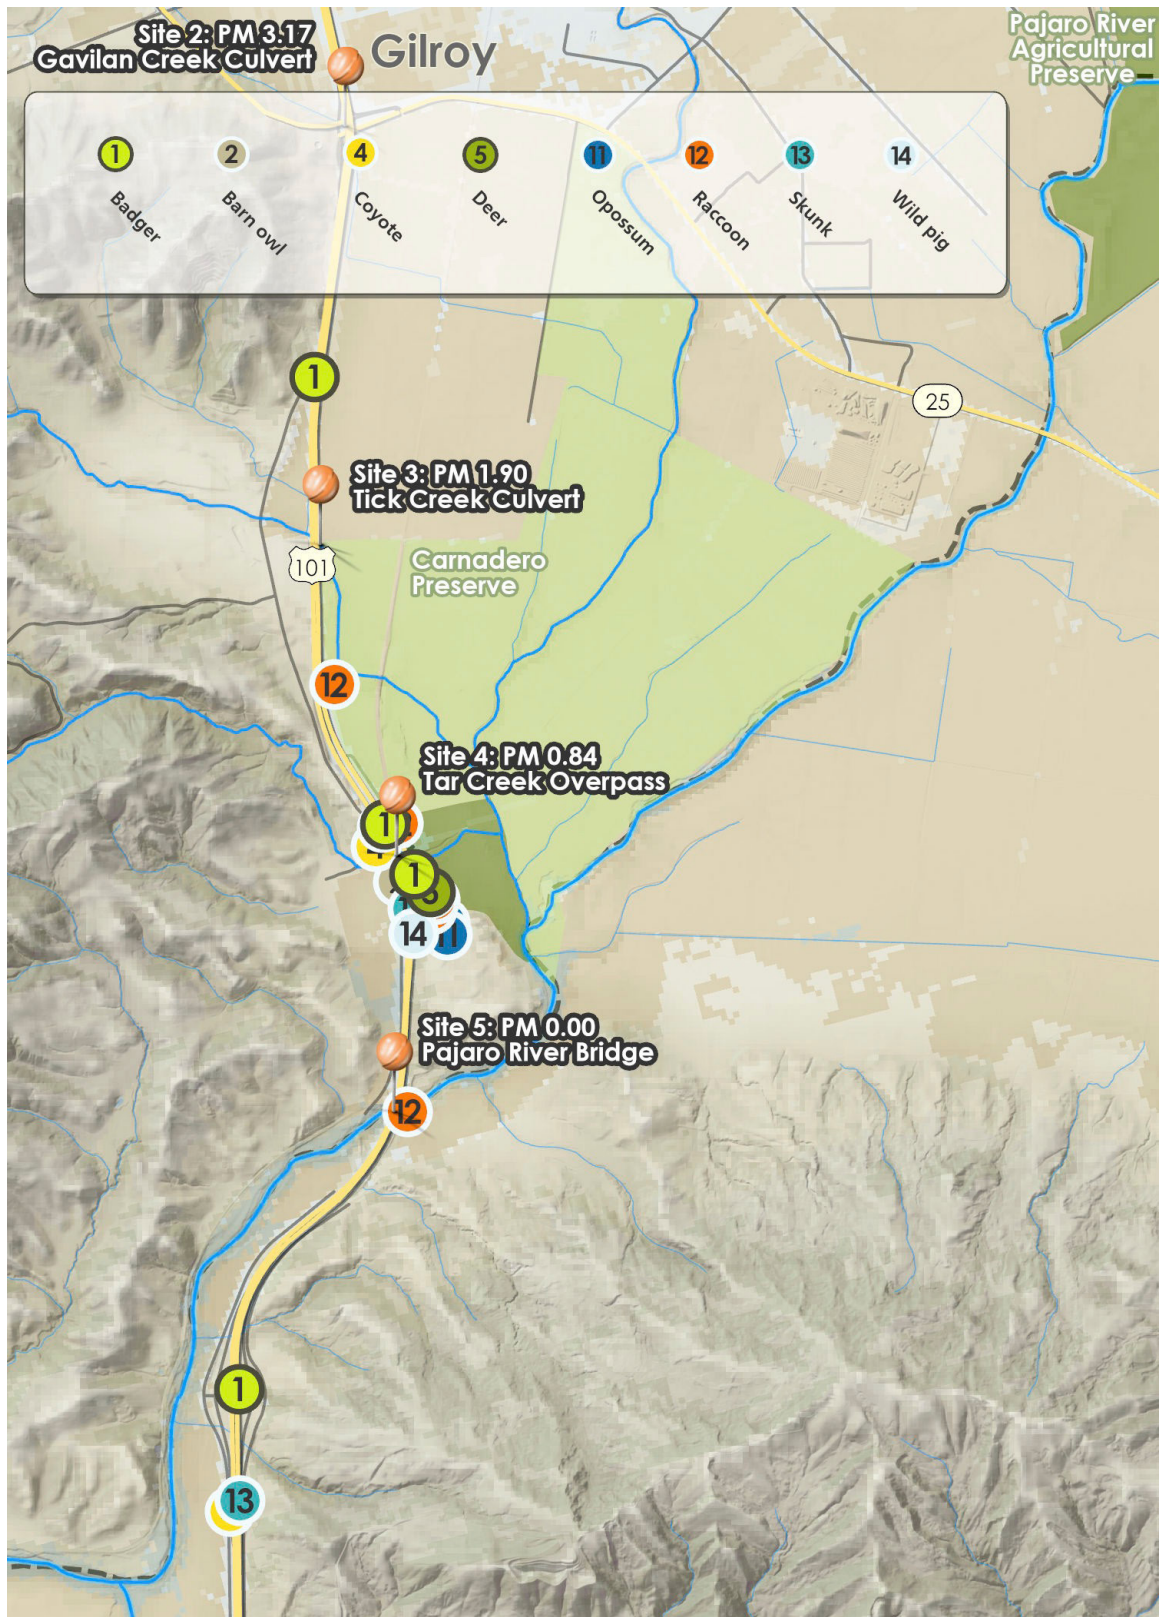 Site 2: PM 3.17
Gavilan Creek Culvert
Gilroy
Pajaro River
Agricultural
Preserve
1
2
4
5
11
12
13
14
Badger
Barn owl
Coyote
Deer
Opossum
Raccoon
Skunk
Wild pig
1
25
Site 3: PM 1.90
Tick Creek Culvert
101
Carnadero
Preserve
12
Site 4: PM 0.84
Tar Creek Overpass
1
1
14
11
Site 5: PM 0.00
Pajaro River Bridge
12
1
13